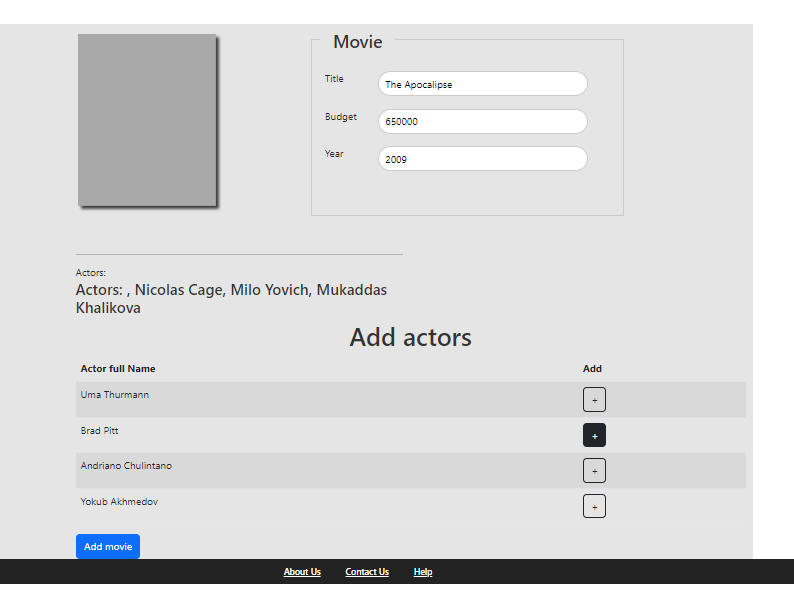 Movie
Title
The Apocalipse
Budget
650000
Year
2009
Actors:
Actors: , Nicolas Cage, Milo Yovich, Mukaddas
Khalikova
Add actors
Actor full Name Add
Uma Thurmann +
Brad Pitt +
Andriano Chulintano +
Yokub Akhmedov +
Add movie
About Us Contact Us Help